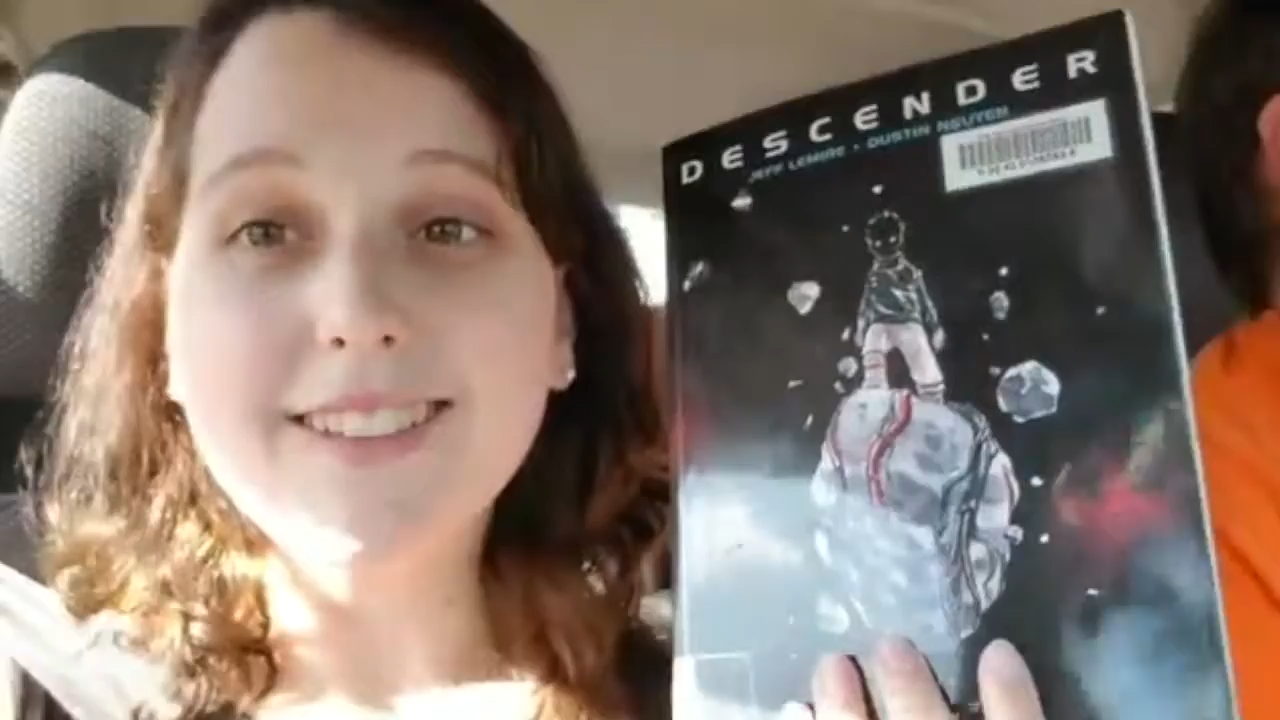 DESCENDER
JEFF LEMIRE • DUSTIN NGUYEN